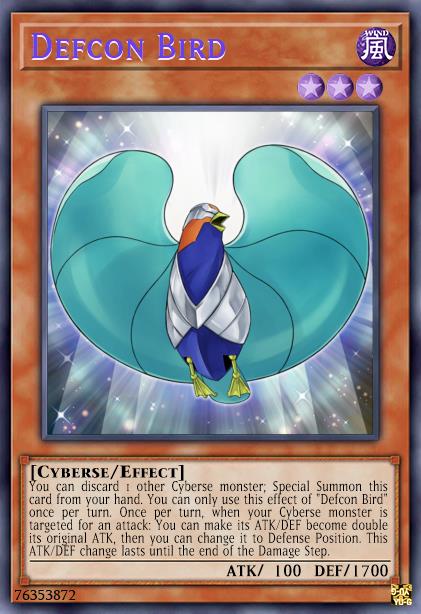 Defcon Bird
WIND
風
[Cyberse/Effect]
You can discard 1 other Cyberse monster; Special Summon this
card from your hand. You can only use this effect of "Defcon Bird"
once per turn. Once per turn, when your Cyberse monster is
targeted for an attack: You can make its ATK/DEF become double
its original ATK, then you can change it to Defense Position. This
ATK/DEF change lasts until the end of the Damage Step.
ATK/ 100 DEF/1700
76353872